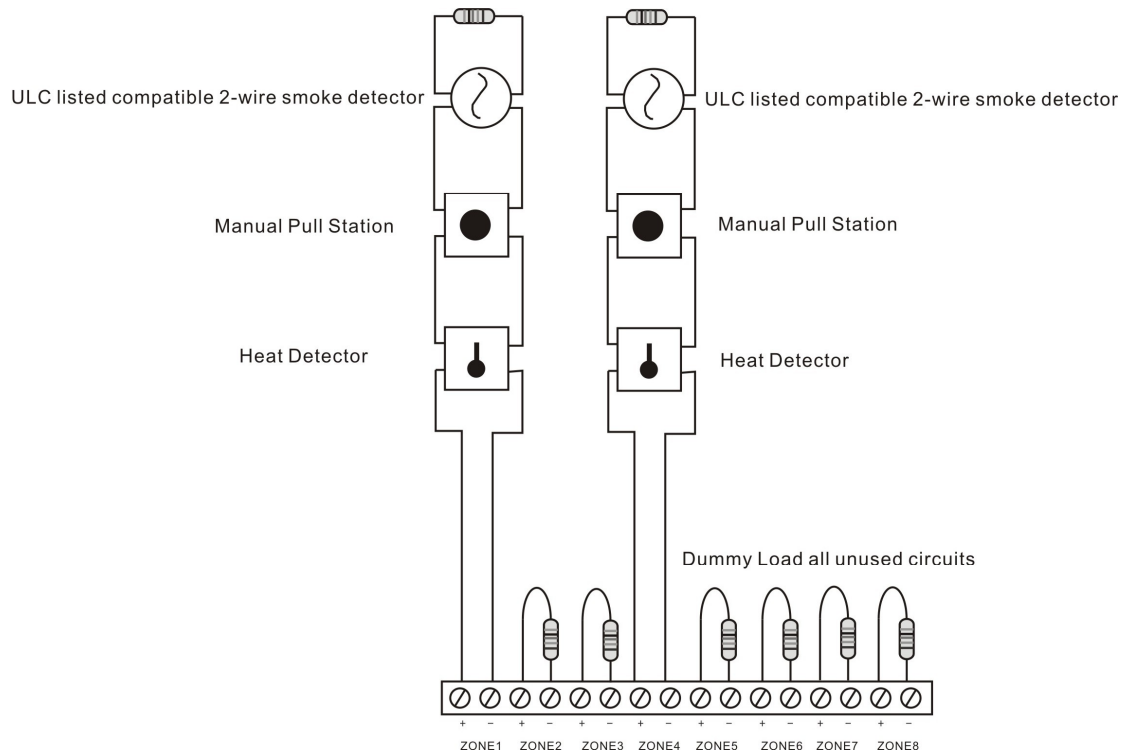 ULC listed compatible 2-wire smoke detector
ULC listed compatible 2-wire smoke detector
Manual Pull Station
Manual Pull Station
Heat Detector
Heat Detector
Dummy Load all unused circuits
+ − + − + − + − + − + − + − + −
ZONE1 ZONE2 ZONE3 ZONE4 ZONE5 ZONE6 ZONE7 ZONE8